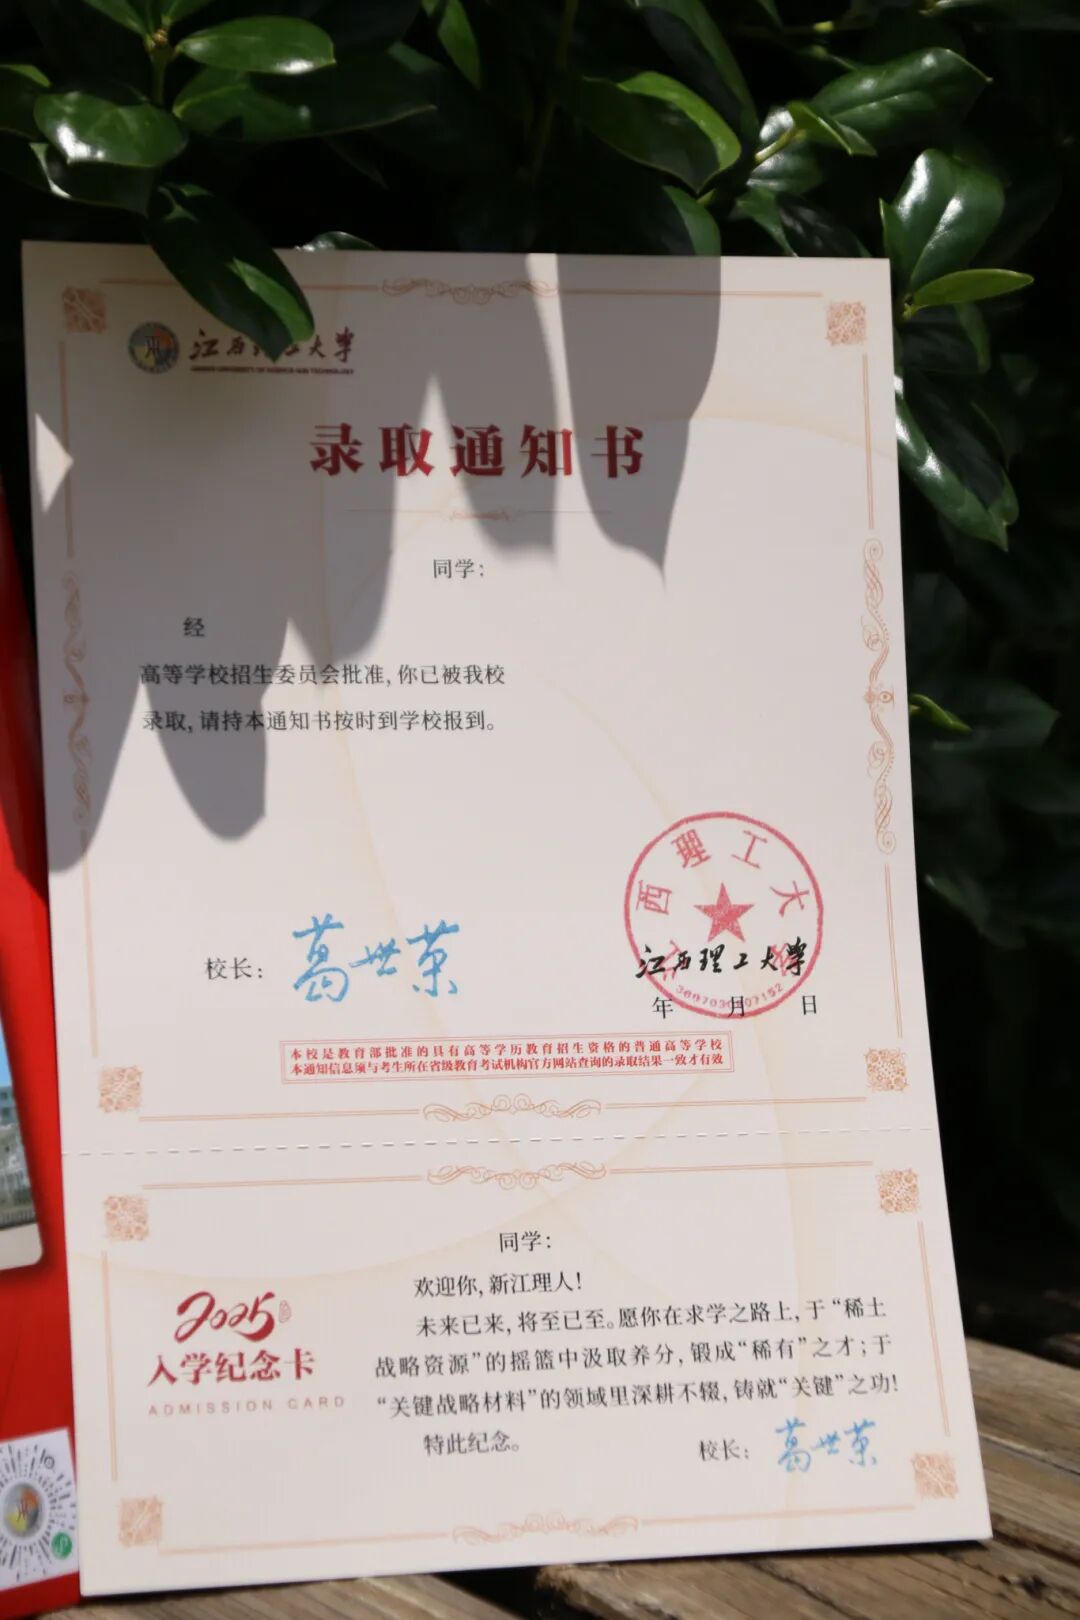 江西理工大学
JIANGXI UNIVERSITY OF SCIENCE AND TECHNOLOGY
录取通知书
同学：
经
高等学校招生委员会批准，你已被我校
录取，请持本通知书按时到学校报到。
校长：葛世荣
江西理工大学
江西理工大学
年 月 日
本校是教育部批准的具有高等学历教育招生资格的普通高等学校
本通知信息须与考生所在省级教育考试机构官方网站查询的录取结果一致才有效
2025
入学纪念卡
ADMISSION CARD
同学：
欢迎你，新江理人！
未来已来，将至已至。愿你在求学之路上，于“稀土
战略资源”的摇篮中汲取养分，锻成“稀有”之才；于
“关键战略材料”的领域里深耕不辍，铸就“关键”之功！
特此纪念。
校长：葛世荣